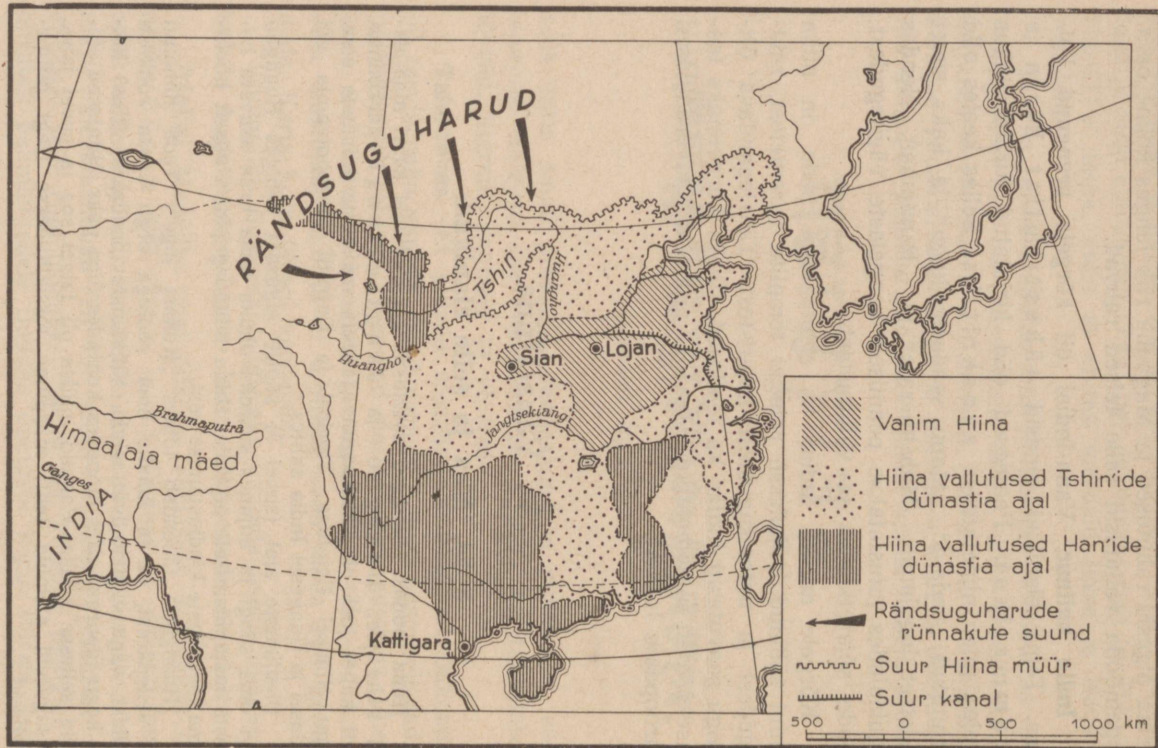 RÄNDSUGUHARUD
Tshin
Huangho
Huangho
Sian
Lojan
Jangtsekiang
Brahmaputra
Himaalaja mäed
Ganges
INDIA
Kattigara
Vanim Hiina
Hiina vallutused Tshin'ide
dünastia ajal
Hiina vallutused Han'ide
dünastia ajal
Rändsuguharude
rünnakute suund
Suur Hiina müür
Suur kanal
500 0 500 1000 km